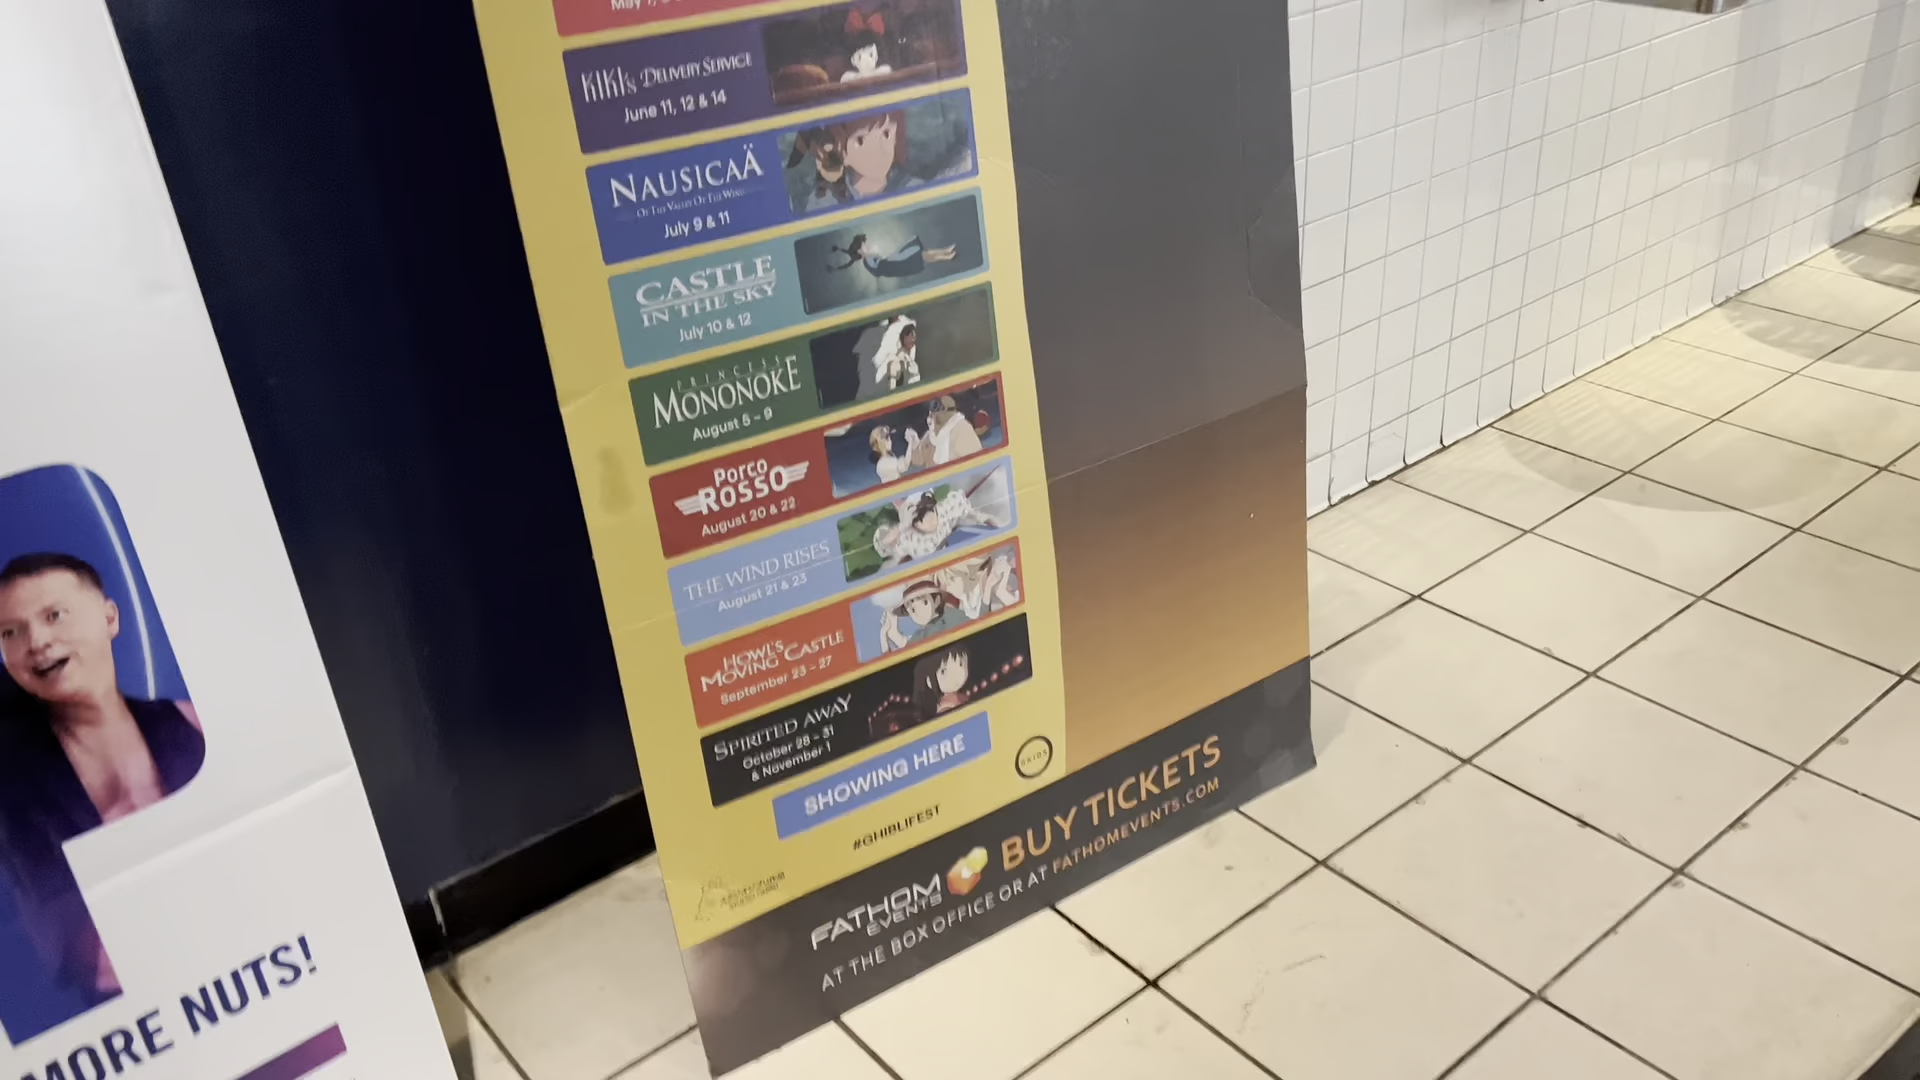 May 7,
KIKI's DELIVERY SERVICE
June 11, 12 & 14
NAUSICAÄ
OF THE VALLEY OF THE WIND
July 9 & 11
CASTLE
IN THE SKY
July 10 & 12
PRINCESS
MONONOKE
August 5 - 9
PORCO
ROSSO
August 20 & 22
THE WIND RISES
August 21 & 23
HOWL'S
MOVING CASTLE
September 23 - 27
SPIRITED AWAY
October 28 - 31
& November 1
SHOWING HERE
GKIDS
#GHIBLIFEST
FATHOM
EVENTS
BUY TICKETS
AT THE BOX OFFICE OR AT FATHOMEVENTS.COM
MORE NUTS!